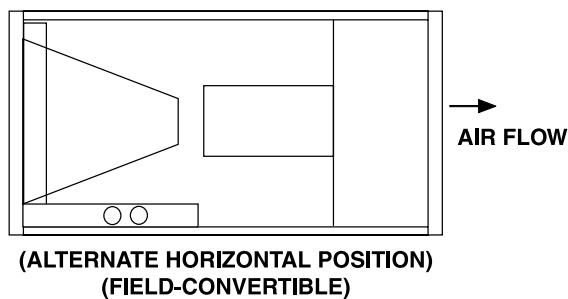 AIR FLOW
(ALTERNATE HORIZONTAL POSITION)
(FIELD-CONVERTIBLE)